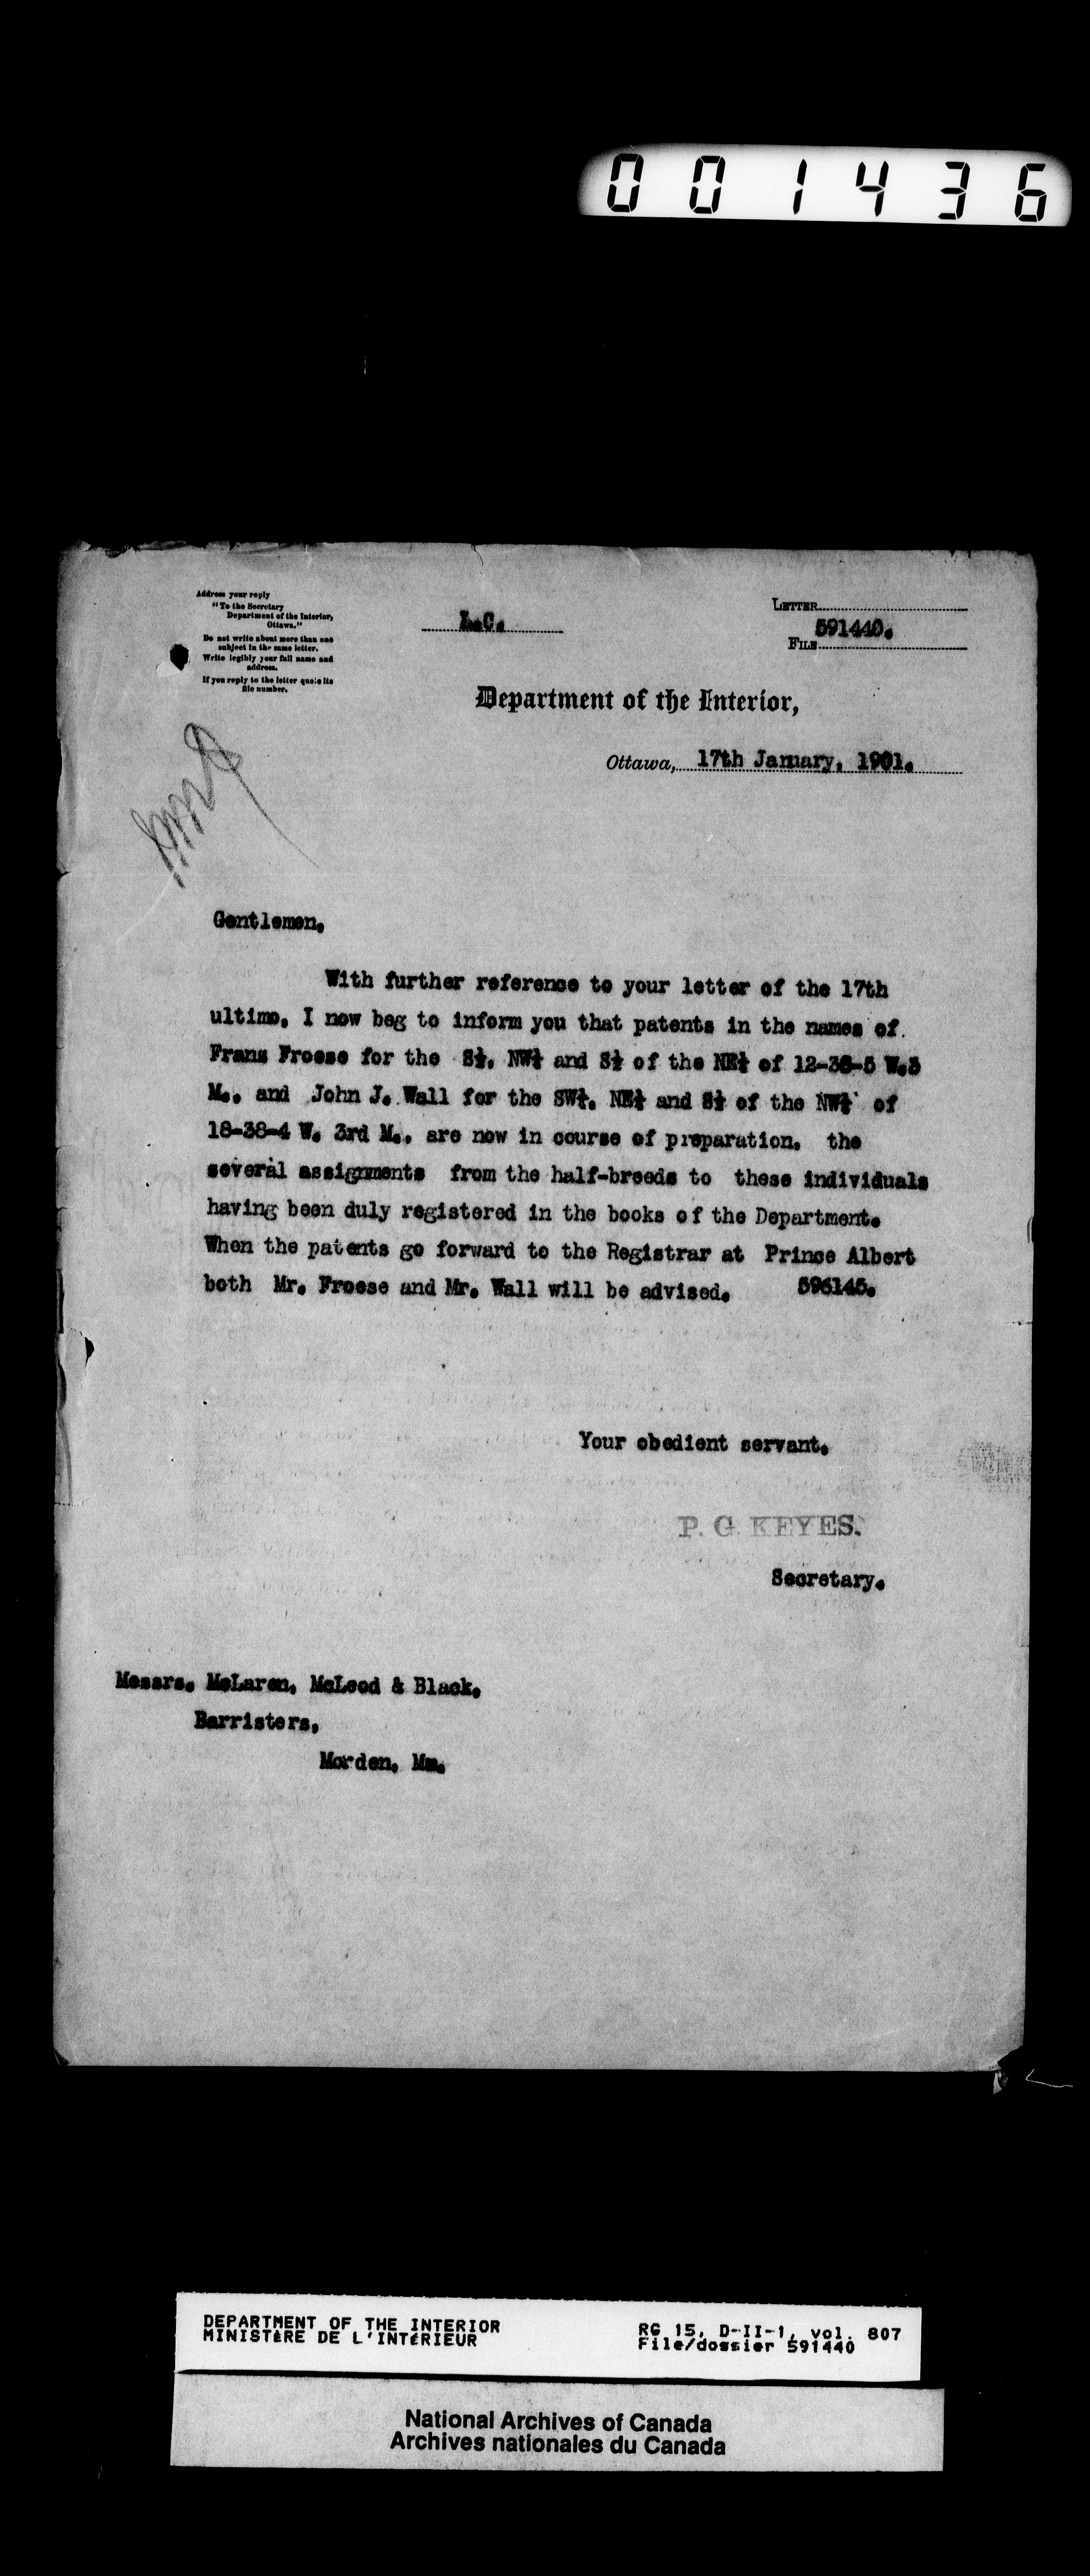 001436
Address your reply
"To the Secretary
Department of the Interior,
Ottawa."
Do not write about more than one
subject in the same letter.
Write legibly your full name and
address.
If you reply to the letter quote its
file number.
L.C.
LETTER
591440.
FILE
Department of the Interior,
Ottawa, 17th January, 1901.
Gentlemen,
With further reference to your letter of the 17th
ultimo, I now beg to inform you that patents in the names of
Frans Froese for the S½, NW¼ and S½ of the NE¼ of 12-38-5 W.3
M., and John J. Wall for the SW¼, NE¼ and S½ of the NW¼ of
18-38-4 W. 3rd M., are now in course of preparation, the
several assignments from the half-breeds to these individuals
having been duly registered in the books of the Department.
When the patents go forward to the Registrar at Prince Albert
both Mr. Froese and Mr. Wall will be advised. 596145.
Your obedient servant,
P. G. KEYES.
Secretary.
Messrs. McLaren, McLeod & Black,
Barristers,
Morden, Mn.
DEPARTMENT OF THE INTERIOR
MINISTÈRE DE L'INTÉRIEUR
RG 15, D-II-1, vol. 807
File/dossier 591440
National Archives of Canada
Archives nationales du Canada